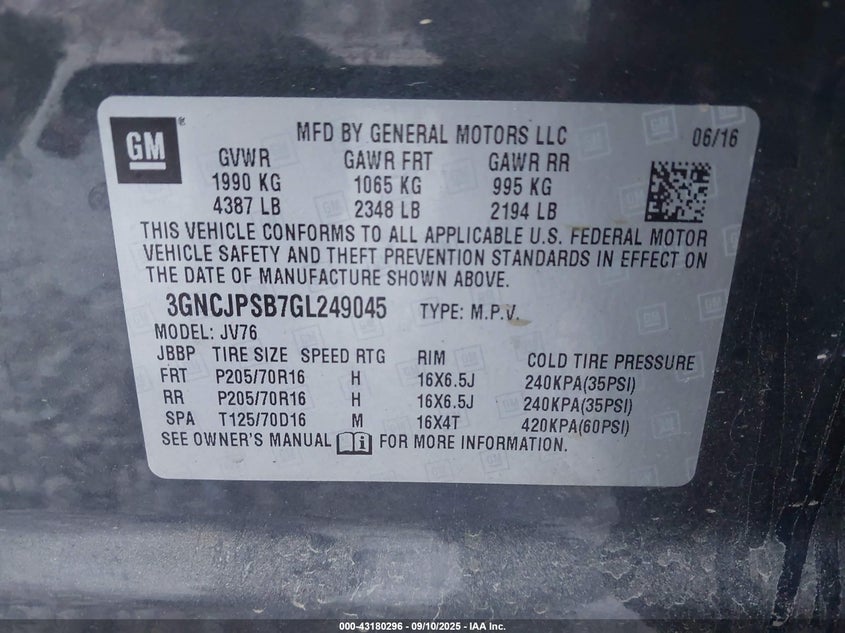 GM ®
MFD BY GENERAL MOTORS LLC 06/16
GVWR GAWR FRT GAWR RR
1990 KG 1065 KG 995 KG
4387 LB 2348 LB 2194 LB
THIS VEHICLE CONFORMS TO ALL APPLICABLE U.S. FEDERAL MOTOR
VEHICLE SAFETY AND THEFT PREVENTION STANDARDS IN EFFECT ON
THE DATE OF MANUFACTURE SHOWN ABOVE.
3GNCJPSB7GL249045 TYPE: M.P.V.
MODEL: JV76
JBBP TIRE SIZE SPEED RTG RIM COLD TIRE PRESSURE
FRT P205/70R16 H 16X6.5J 240KPA(35PSI)
RR P205/70R16 H 16X6.5J 240KPA(35PSI)
SPA T125/70D16 M 16X4T 420KPA(60PSI)
SEE OWNER'S MANUAL FOR MORE INFORMATION.
000-43180296 - 09/10/2025 - IAA Inc.